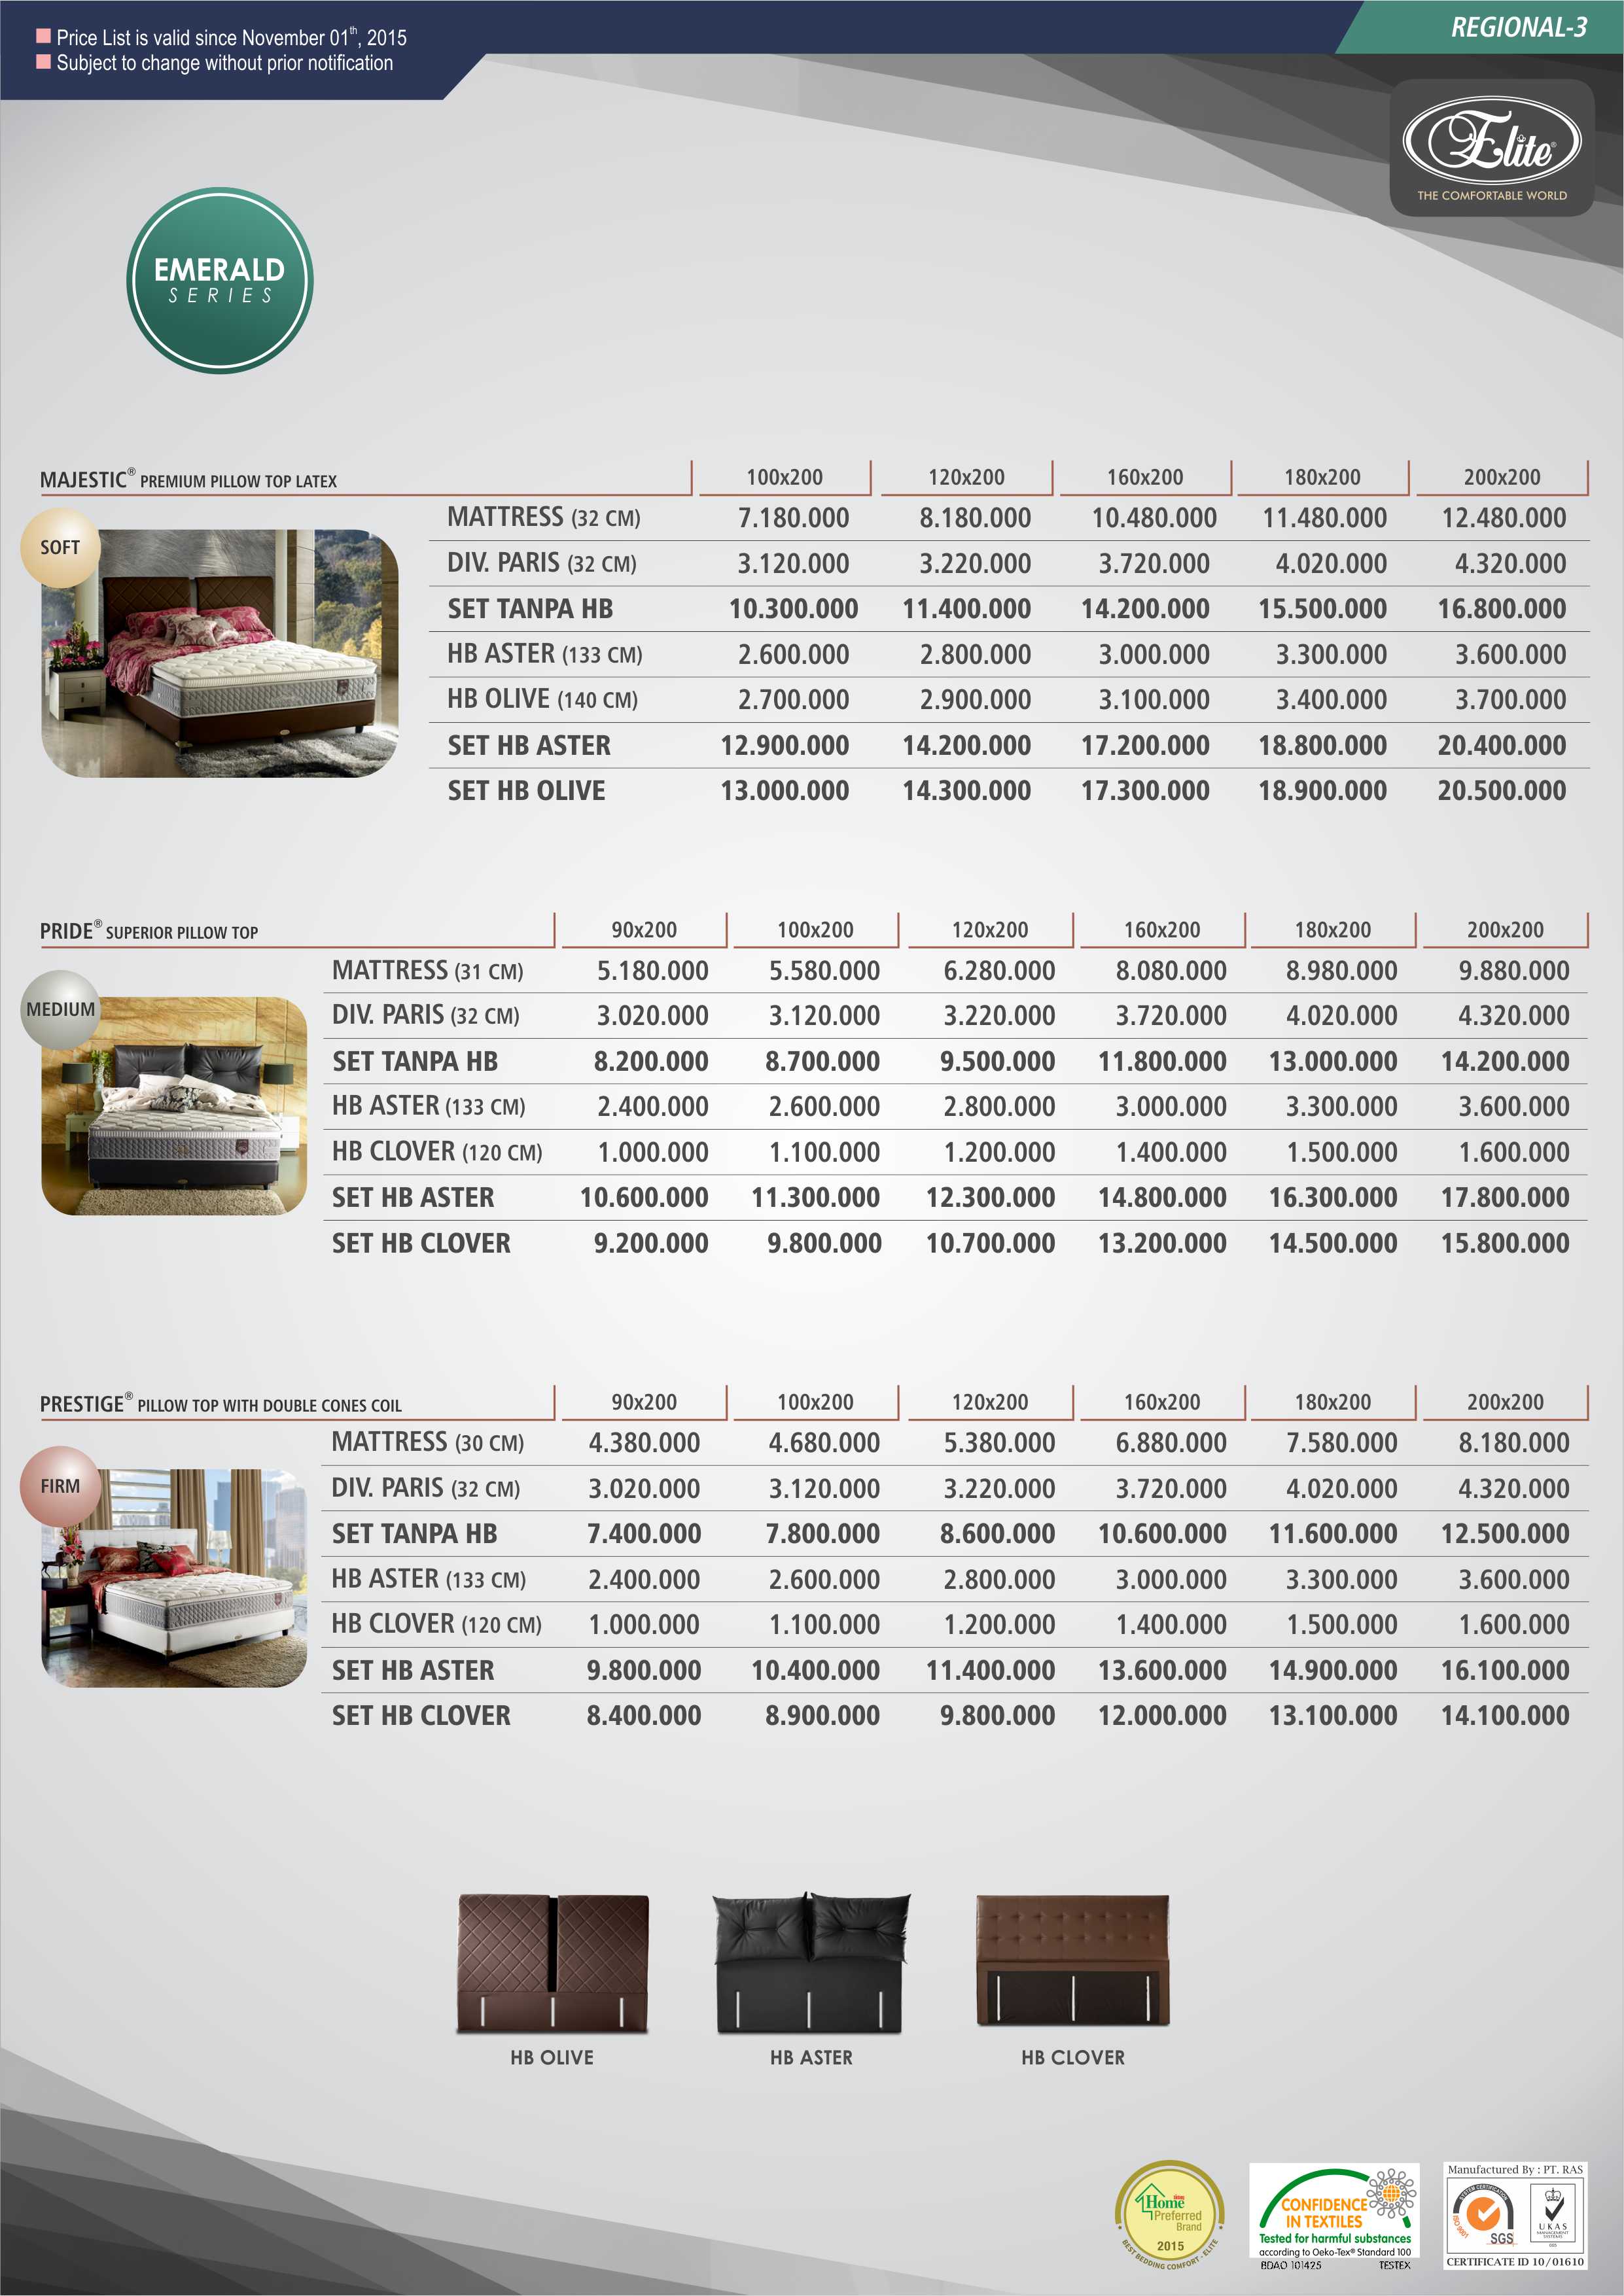 Price List is valid since November 01th, 2015
Subject to change without prior notification
REGIONAL-3
Elite®
THE COMFORTABLE WORLD
EMERALD
SERIES
MAJESTIC® PREMIUM PILLOW TOP LATEX 100x200 120x200 160x200 180x200 200x200
SOFT
MATTRESS (32 CM) 7.180.000 8.180.000 10.480.000 11.480.000 12.480.000
DIV. PARIS (32 CM) 3.120.000 3.220.000 3.720.000 4.020.000 4.320.000
SET TANPA HB 10.300.000 11.400.000 14.200.000 15.500.000 16.800.000
HB ASTER (133 CM) 2.600.000 2.800.000 3.000.000 3.300.000 3.600.000
HB OLIVE (140 CM) 2.700.000 2.900.000 3.100.000 3.400.000 3.700.000
SET HB ASTER 12.900.000 14.200.000 17.200.000 18.800.000 20.400.000
SET HB OLIVE 13.000.000 14.300.000 17.300.000 18.900.000 20.500.000
PRIDE® SUPERIOR PILLOW TOP 90x200 100x200 120x200 160x200 180x200 200x200
MEDIUM
MATTRESS (31 CM) 5.180.000 5.580.000 6.280.000 8.080.000 8.980.000 9.880.000
DIV. PARIS (32 CM) 3.020.000 3.120.000 3.220.000 3.720.000 4.020.000 4.320.000
SET TANPA HB 8.200.000 8.700.000 9.500.000 11.800.000 13.000.000 14.200.000
HB ASTER (133 CM) 2.400.000 2.600.000 2.800.000 3.000.000 3.300.000 3.600.000
HB CLOVER (120 CM) 1.000.000 1.100.000 1.200.000 1.400.000 1.500.000 1.600.000
SET HB ASTER 10.600.000 11.300.000 12.300.000 14.800.000 16.300.000 17.800.000
SET HB CLOVER 9.200.000 9.800.000 10.700.000 13.200.000 14.500.000 15.800.000
PRESTIGE® PILLOW TOP WITH DOUBLE CONES COIL 90x200 100x200 120x200 160x200 180x200 200x200
FIRM
MATTRESS (30 CM) 4.380.000 4.680.000 5.380.000 6.880.000 7.580.000 8.180.000
DIV. PARIS (32 CM) 3.020.000 3.120.000 3.220.000 3.720.000 4.020.000 4.320.000
SET TANPA HB 7.400.000 7.800.000 8.600.000 10.600.000 11.600.000 12.500.000
HB ASTER (133 CM) 2.400.000 2.600.000 2.800.000 3.000.000 3.300.000 3.600.000
HB CLOVER (120 CM) 1.000.000 1.100.000 1.200.000 1.400.000 1.500.000 1.600.000
SET HB ASTER 9.800.000 10.400.000 11.400.000 13.600.000 14.900.000 16.100.000
SET HB CLOVER 8.400.000 8.900.000 9.800.000 12.000.000 13.100.000 14.100.000
HB OLIVE
HB ASTER
HB CLOVER
Home
Preferred
Brand
2015
BEST BEDDING COMFORT - ELITE
CONFIDENCE
IN TEXTILES
Tested for harmful substances
according to Oeko-Tex® Standard 100
BDAO 101425 TESTEX
Manufactured By : PT. RAS
SYSTEM CERTIFICATION
ISO 9001
SGS
UKAS
MANAGEMENT
SYSTEMS
CERTIFICATE ID 10/01610